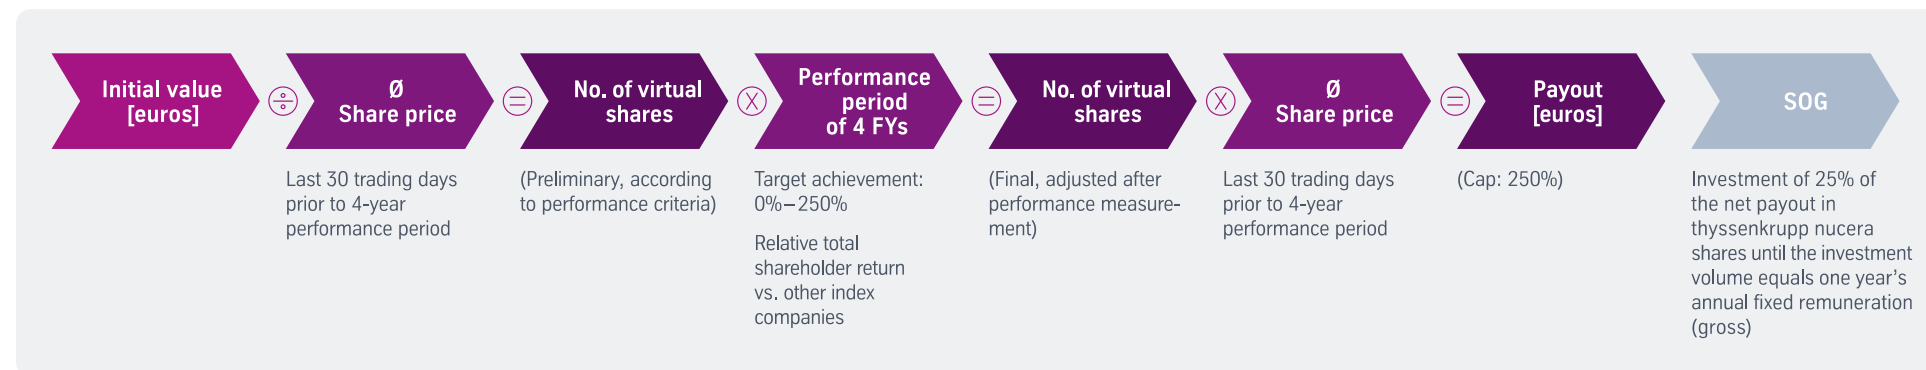 Initial value
[euros]
÷
Ø
Share price
=
No. of virtual
shares
X
Performance
period
of 4 FYs
=
No. of virtual
shares
X
Ø
Share price
=
Payout
[euros]
SOG
Last 30 trading days
prior to 4-year
performance period
(Preliminary, according
to performance criteria)
Target achievement:
0%–250%
Relative total
shareholder return
vs. other index
companies
(Final, adjusted after
performance measure-
ment)
Last 30 trading days
prior to 4-year
performance period
(Cap: 250%)
Investment of 25% of
the net payout in
thyssenkrupp nucera
shares until the investment
volume equals one year’s
annual fixed remuneration
(gross)